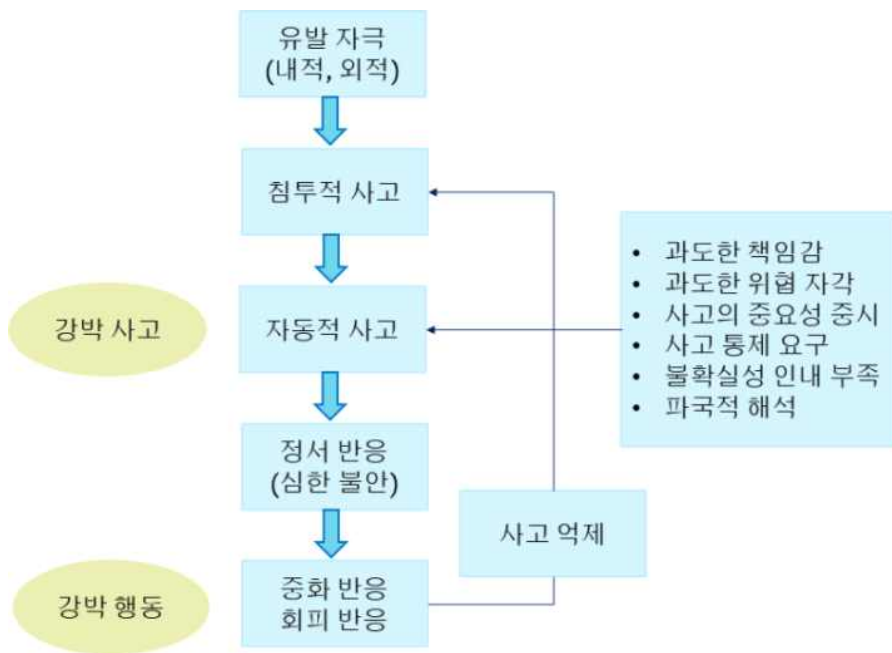 유발 자극
(내적, 외적)
침투적 사고
• 과도한 책임감
• 과도한 위협 자각
• 사고의 중요성 중시
• 사고 통제 요구
• 불확실성 인내 부족
• 파국적 해석
강박 사고
자동적 사고
정서 반응
(심한 불안)
사고 억제
강박 행동
중화 반응
회피 반응